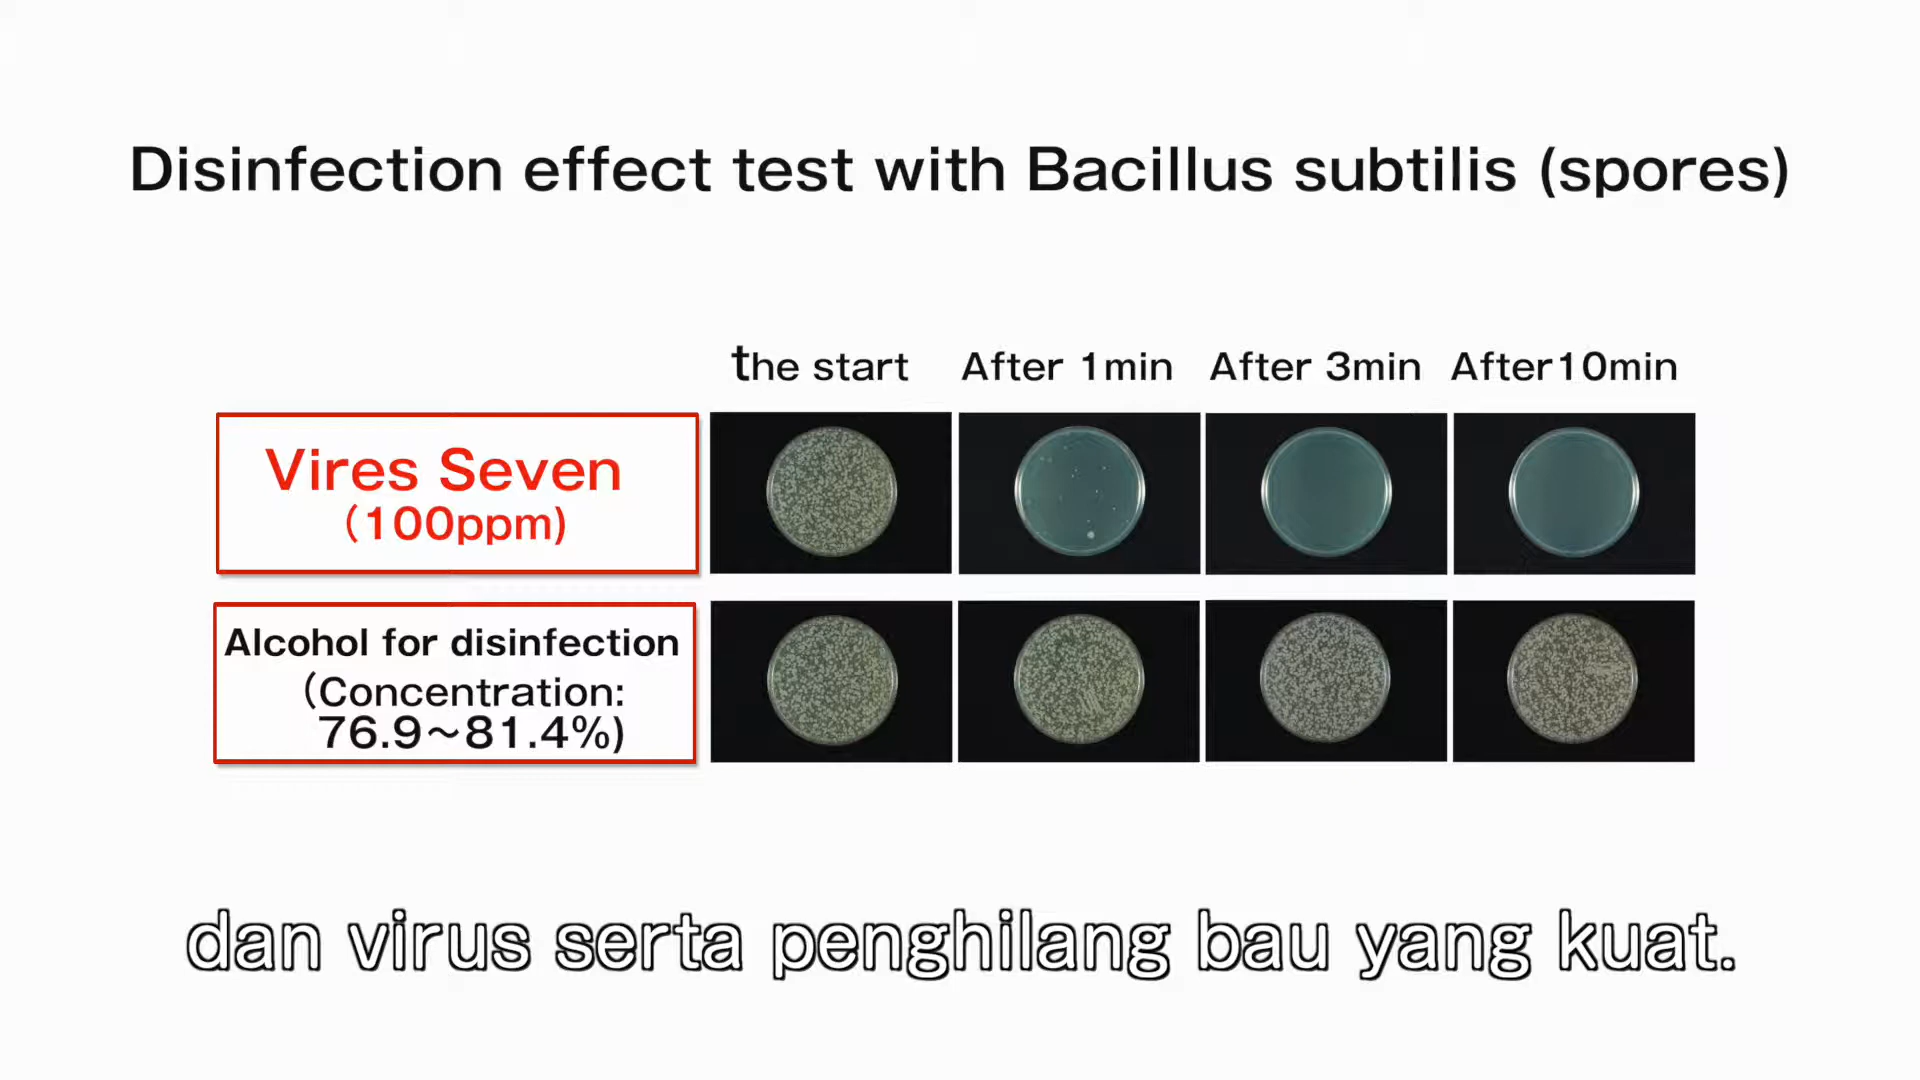 Disinfection effect test with Bacillus subtilis (spores)
the start After 1min After 3min After10min
Vires Seven
(100ppm)
Alcohol for disinfection
(Concentration:
76.9～81.4%)
dan virus serta penghilang bau yang kuat.